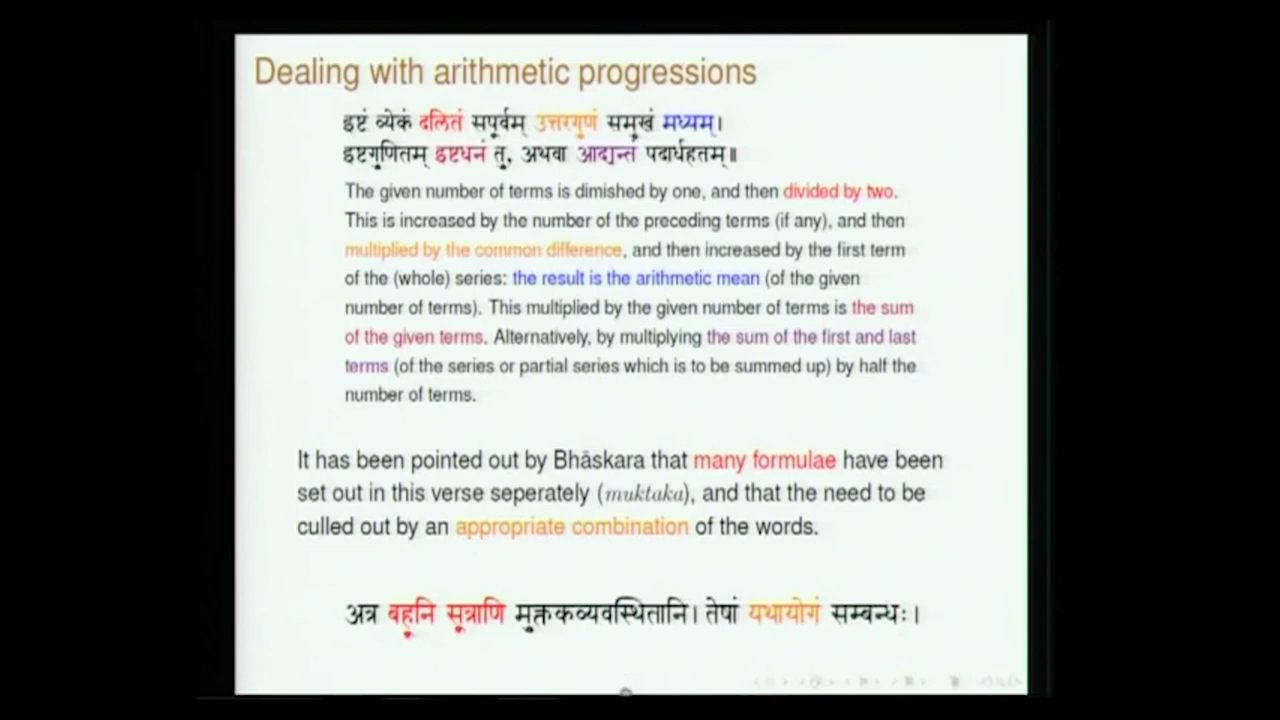 Dealing with arithmetic progressions
इष्टं व्येकं दलितं सपूर्वम् उत्तरगुणं समुखं मध्यम्।
इष्टगुणितम् इष्टधनं तु, अथवा आद्यन्तं पदार्धहतम्॥
The given number of terms is dimished by one, and then divided by two.
This is increased by the number of the preceding terms (if any), and then
multiplied by the common difference, and then increased by the first term
of the (whole) series: the result is the arithmetic mean (of the given
number of terms). This multiplied by the given number of terms is the sum
of the given terms. Alternatively, by multiplying the sum of the first and last
terms (of the series or partial series which is to be summed up) by half the
number of terms.
It has been pointed out by Bhāskara that many formulae have been
set out in this verse seperately (muktaka), and that the need to be
culled out by an appropriate combination of the words.
अत्र बहूनि सूत्राणि मुक्तकव्यवस्थितानि। तेषां यथायोगं सम्बन्धः।